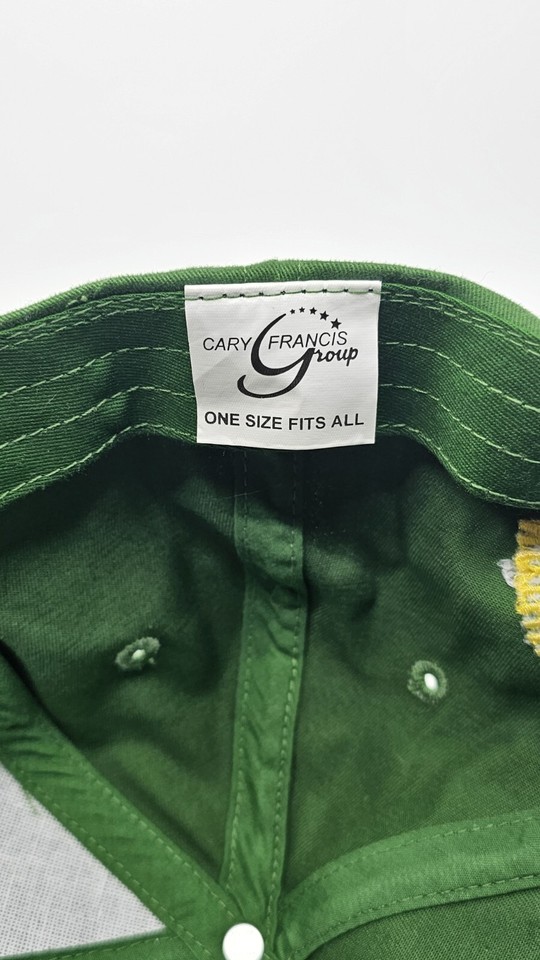 CARY FRANCIS
Group
ONE SIZE FITS ALL